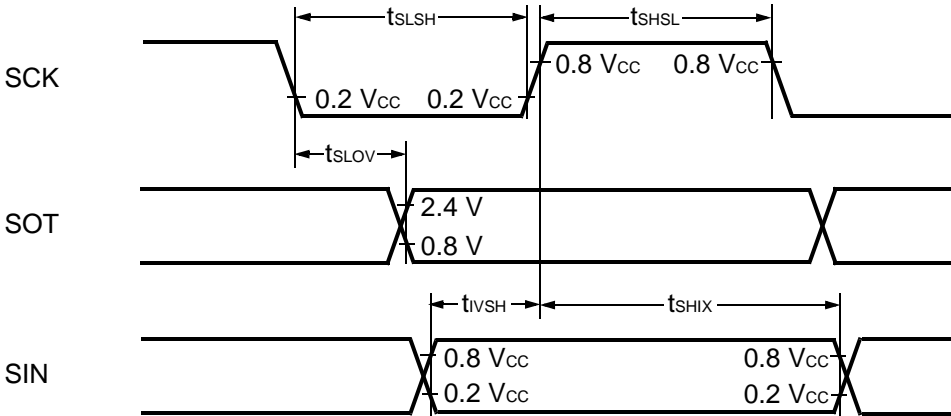 tSLSH tSHSL
SCK
0.8 VCC 0.8 VCC
0.2 VCC 0.2 VCC
tSLOV
SOT
2.4 V
0.8 V
tIVSH tSHIX
SIN
0.8 VCC 0.8 VCC
0.2 VCC 0.2 VCC